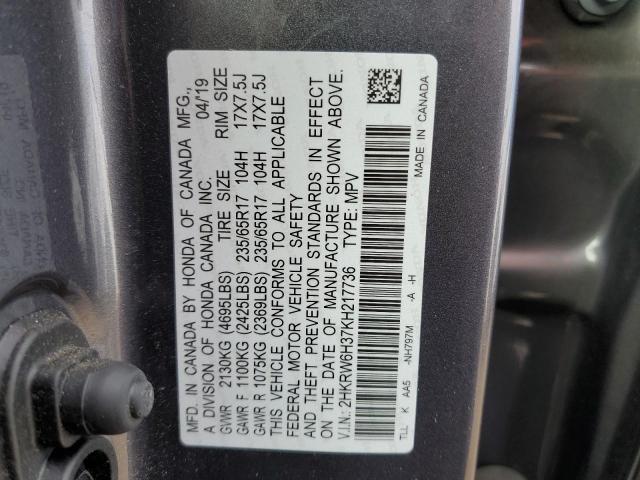 MFD. IN CANADA BY HONDA OF CANADA MFG.,
A DIVISION OF HONDA CANADA INC. 04/19
GVWR 2130KG (4695LBS) TIRE SIZE RIM SIZE
GAWR F 1100KG (2425LBS) 235/65R17 104H 17X7.5J
GAWR R 1075KG (2369LBS) 235/65R17 104H 17X7.5J
THIS VEHICLE CONFORMS TO ALL APPLICABLE
FEDERAL MOTOR VEHICLE SAFETY
AND THEFT PREVENTION STANDARDS IN EFFECT
ON THE DATE OF MANUFACTURE SHOWN ABOVE.
V.I.N.: 2HKRW6H37KH217736 TYPE: MPV
TLL K AA5 -NH797M -A -H
MADE IN CANADA